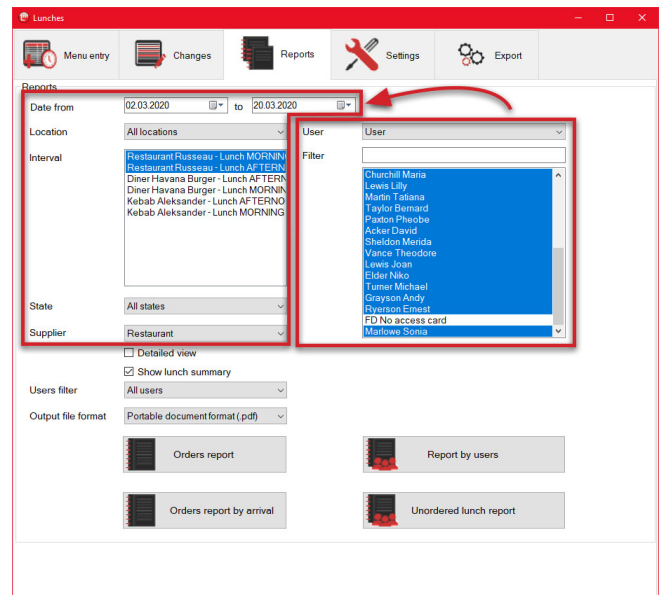 Lunches
Menu entry Changes Reports Settings Export
Reports
Date from 02.03.2020 to 20.03.2020
Location All locations User User
Interval Filter
Restaurant Russeau - Lunch MORNIN
Restaurant Russeau - Lunch AFTERN
Diner Havana Burger - Lunch AFTERN
Diner Havana Burger - Lunch MORNIN
Kebab Aleksander - Lunch AFTERNO
Kebab Aleksander - Lunch MORNING
Churchill Maria
Lewis Lilly
Martin Tatiana
Taylor Bernard
Paxton Pheobe
Acker David
Sheldon Merida
Vance Theodore
Lewis Joan
Elder Niko
Turner Michael
Grayson Andy
Ryerson Ernest
FD No access card
Marlowe Sonia
State All states
Supplier Restaurant
Detailed view
Show lunch summary
Users filter All users
Output file format Portable document format (.pdf)
Orders report Report by users
Orders report by arrival Unordered lunch report